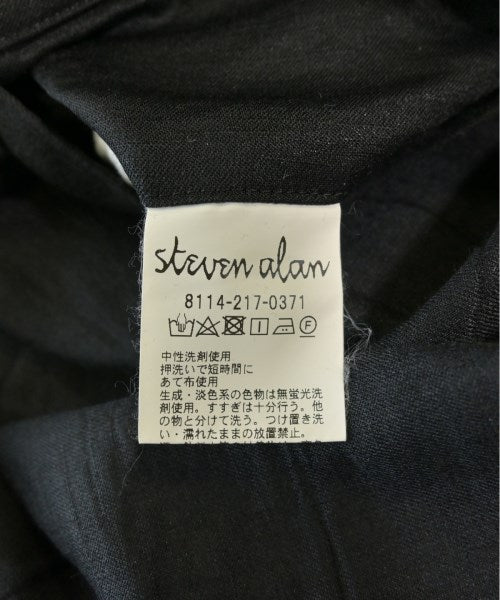 steven alan
8114-217-0371
中性洗剤使用
押洗いで短時間に
あて布使用
生成・淡色系の色物は無蛍光洗
剤使用。すすぎは十分行う。他
の物と分けて洗う。つけ置き洗
い・濡れたままの放置禁止。